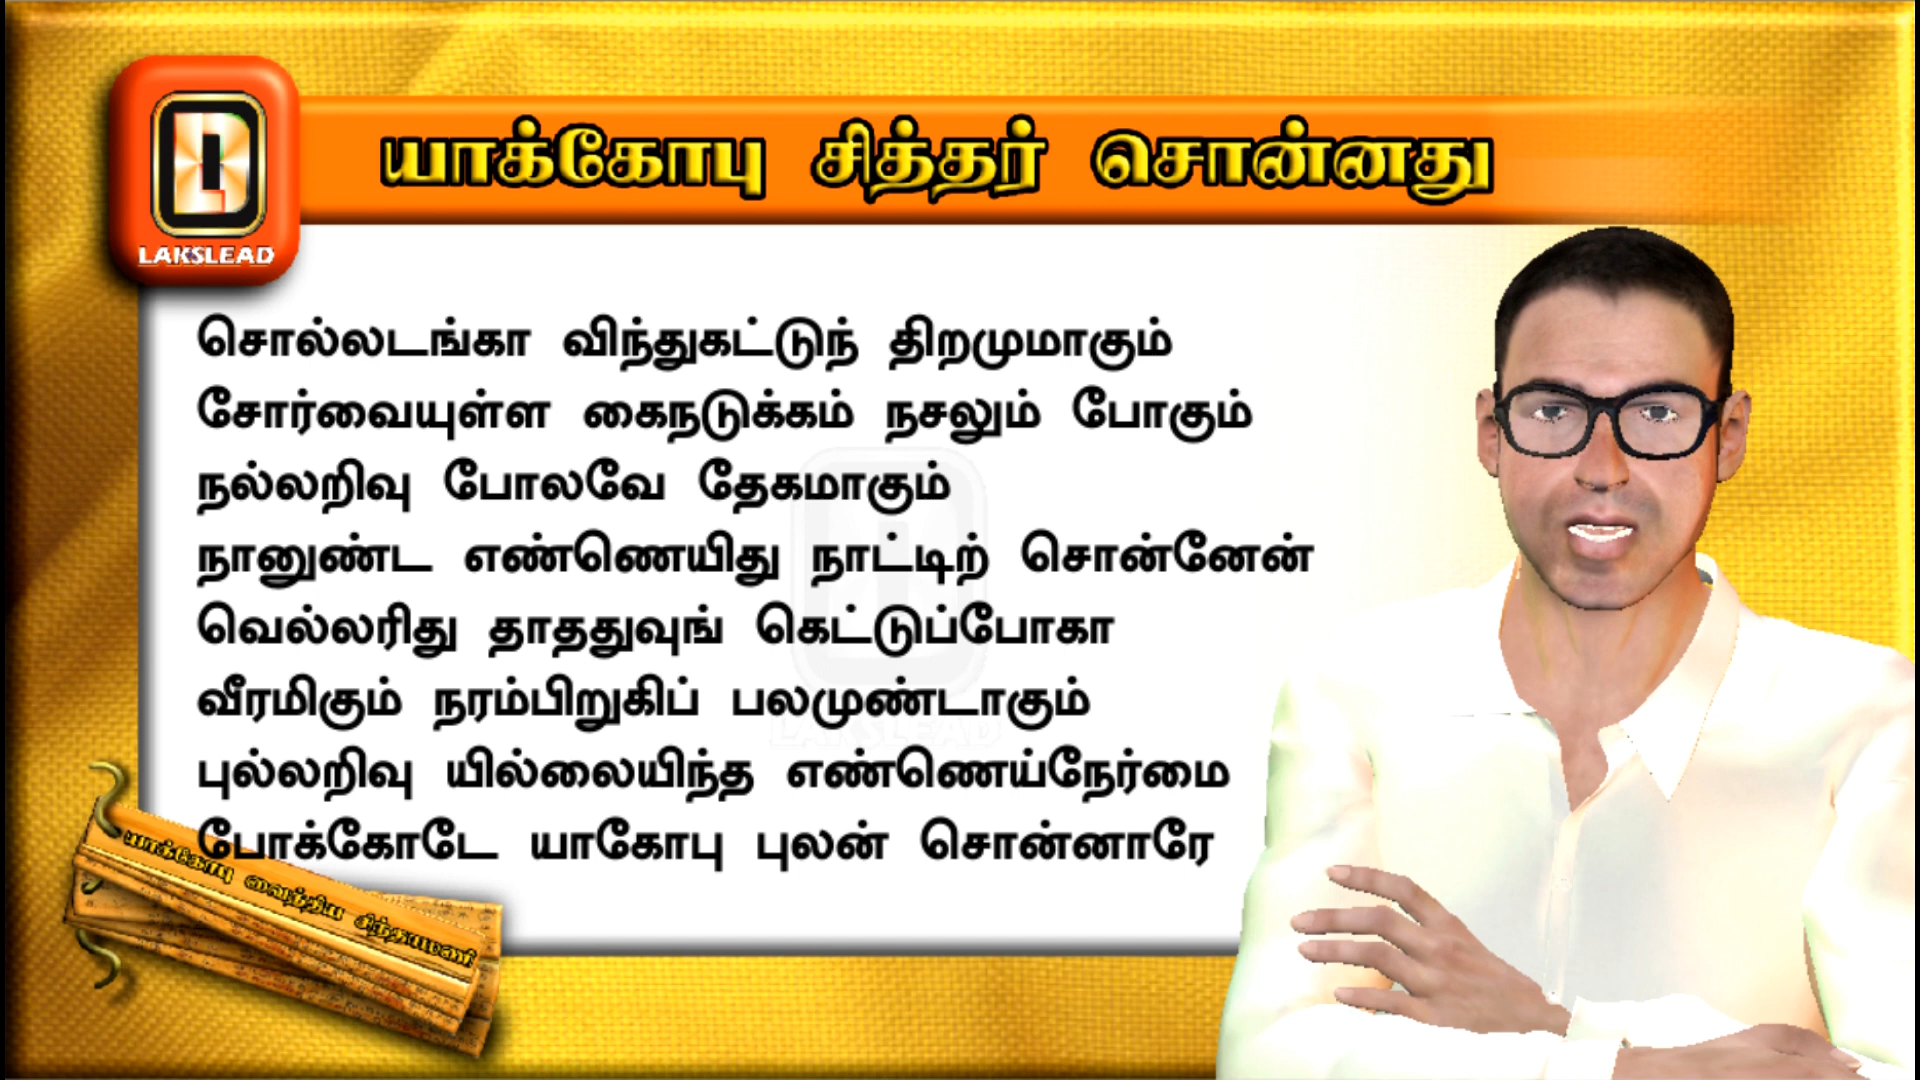 யாக்கோபு சித்தர் சொன்னது
LAKSLEAD
சொல்லடங்கா விந்துகட்டுந் திறமுமாகும்
சோர்வையுள்ள கைநடுக்கம் நசலும் போகும்
நல்லறிவு போலவே தேகமாகும்
நானுண்ட எண்ணெயிது நாட்டிற் சொன்னேன்
வெல்லரிது தாததுவுங் கெட்டுப்போகா
வீரமிகும் நரம்பிறுகிப் பலமுண்டாகும்
புல்லறிவு யில்லையிந்த எண்ணெய்நேர்மை
போக்கோடே யாகோபு புலன் சொன்னாரே
யாக்கோபு வைத்திய சிந்தாமணி
LAKSLEAD